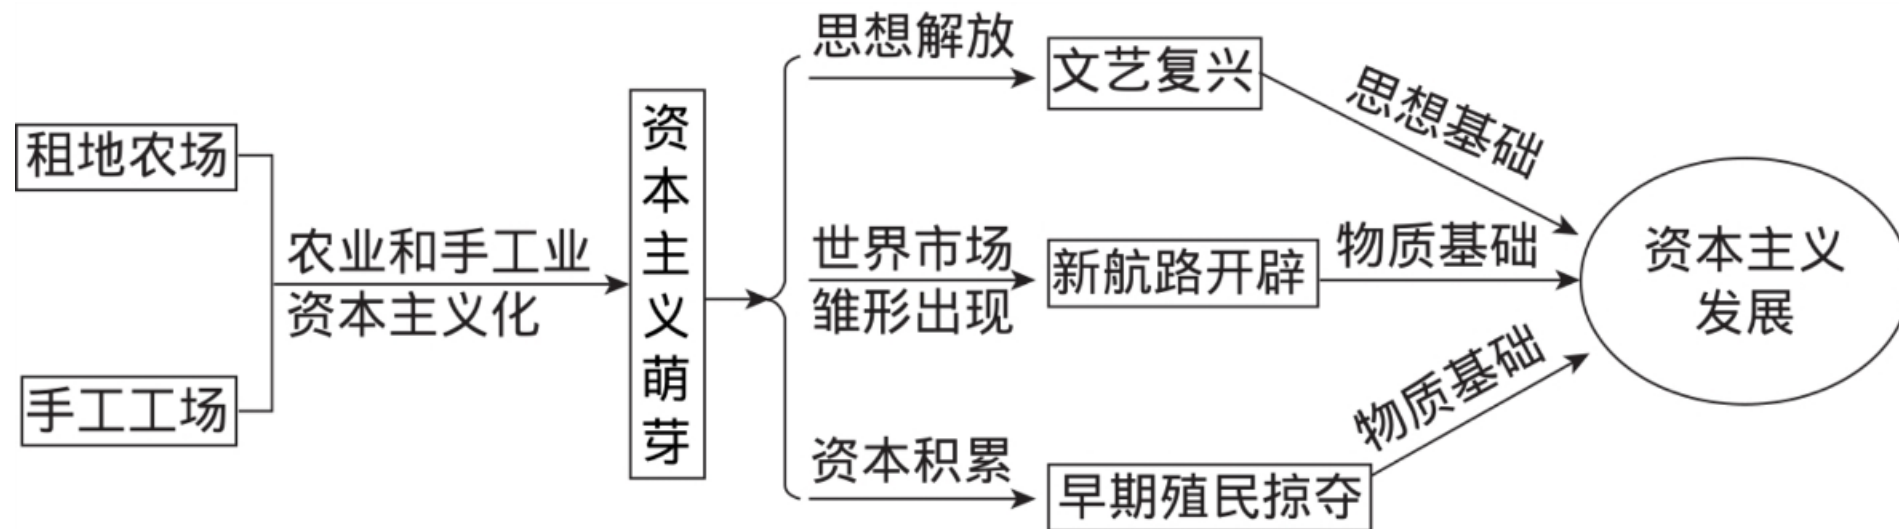 租地农场
手工工场
农业和手工业
资本主义化
资本主义萌芽
思想解放
文艺复兴
思想基础
世界市场
雏形出现
新航路开辟
物质基础
资本积累
早期殖民掠夺
物质基础
资本主义
发展